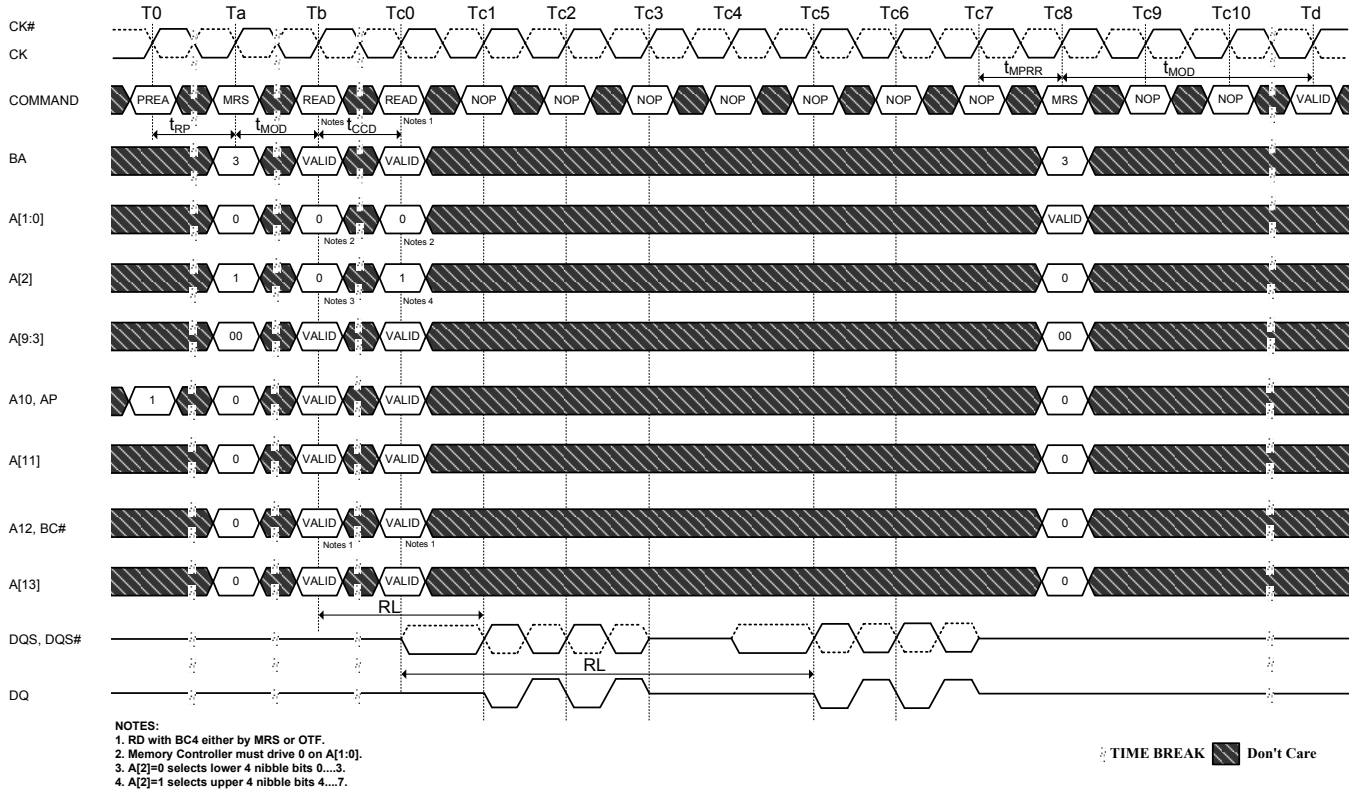 T0 Ta Tb Tc0 Tc1 Tc2 Tc3 Tc4 Tc5 Tc6 Tc7 Tc8 Tc9 Tc10 Td
CK#
CK
tMPRR tMOD
COMMAND PREA MRS READ READ NOP NOP NOP NOP NOP NOP NOP MRS NOP NOP VALID
Notes 1 Notes 1
tRP tMOD tCCD
BA 3 VALID VALID 3
A[1:0] 0 0 0 VALID
Notes 2 Notes 2
A[2] 1 0 1 0
Notes 3 Notes 4
A[9:3] 00 VALID VALID 00
A10, AP 1 0 VALID VALID 0
A[11] 0 VALID VALID 0
A12, BC# 0 VALID VALID 0
Notes 1 Notes 1
A[13] 0 VALID VALID 0
RL
DQS, DQS#
RL
DQ
NOTES:
1. RD with BC4 either by MRS or OTF.
2. Memory Controller must drive 0 on A[1:0].
3. A[2]=0 selects lower 4 nibble bits 0....3.
4. A[2]=1 selects upper 4 nibble bits 4....7.
TIME BREAK Don't Care